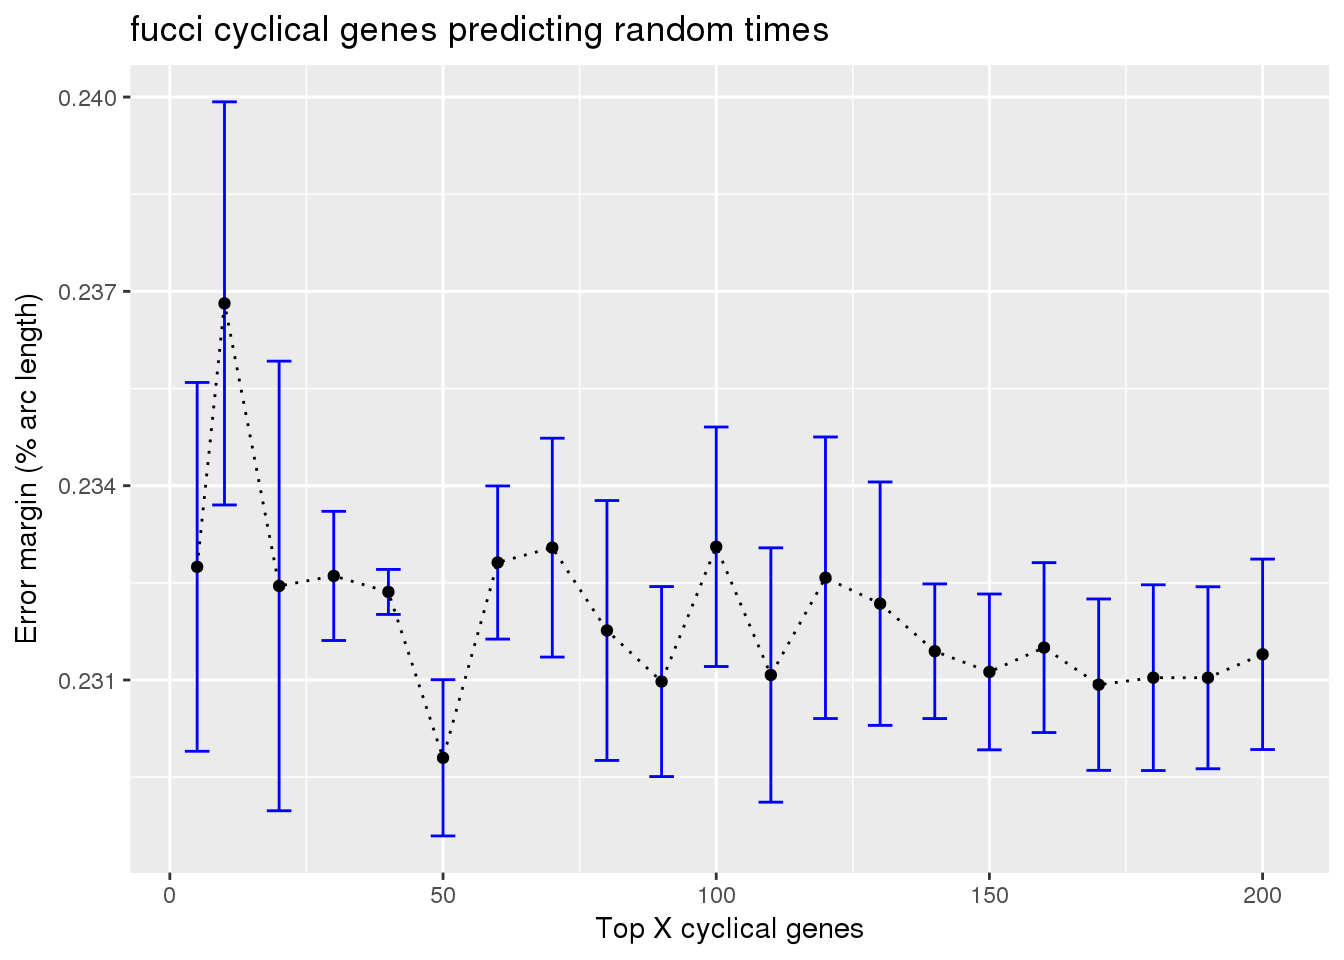 fucci cyclical genes predicting random times
Error margin (% arc length)
0.240
0.237
0.234
0.231
0 50 100 150 200
Top X cyclical genes